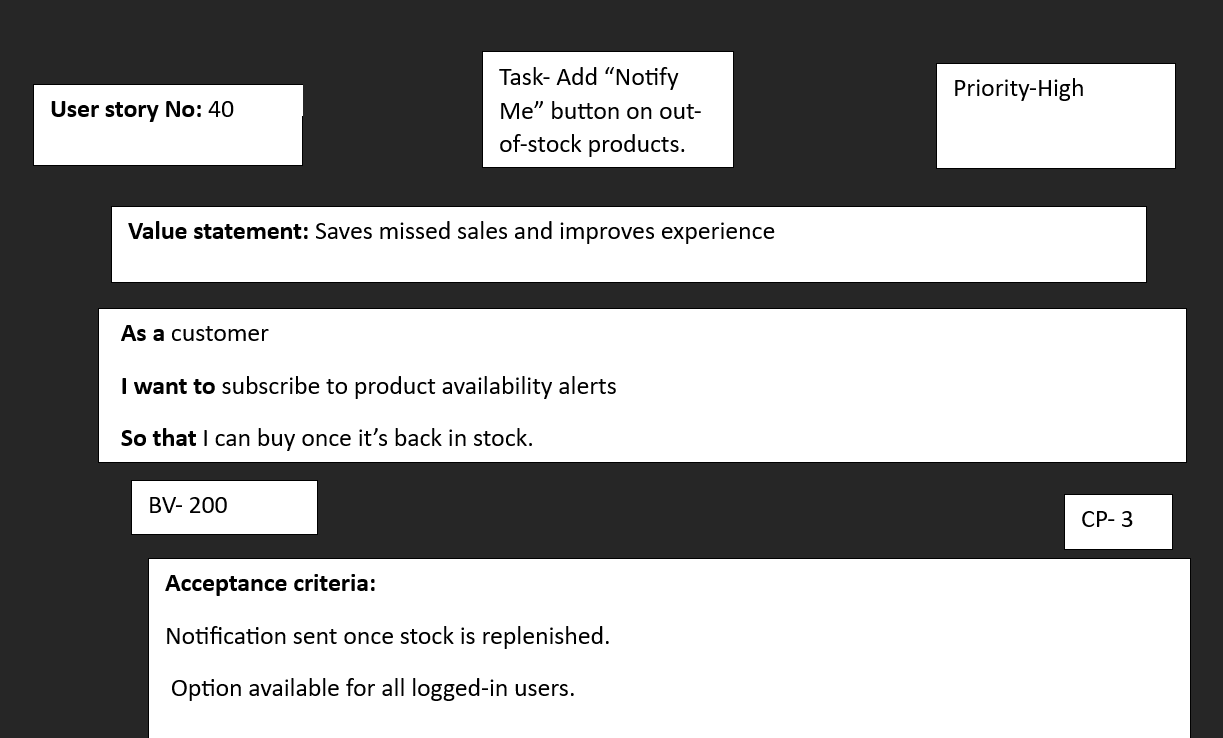 User story No: 40
Task- Add “Notify
Me” button on out-
of-stock products.
Priority-High
Value statement: Saves missed sales and improves experience
As a customer
I want to subscribe to product availability alerts
So that I can buy once it’s back in stock.
BV- 200
CP- 3
Acceptance criteria:
Notification sent once stock is replenished.
Option available for all logged-in users.